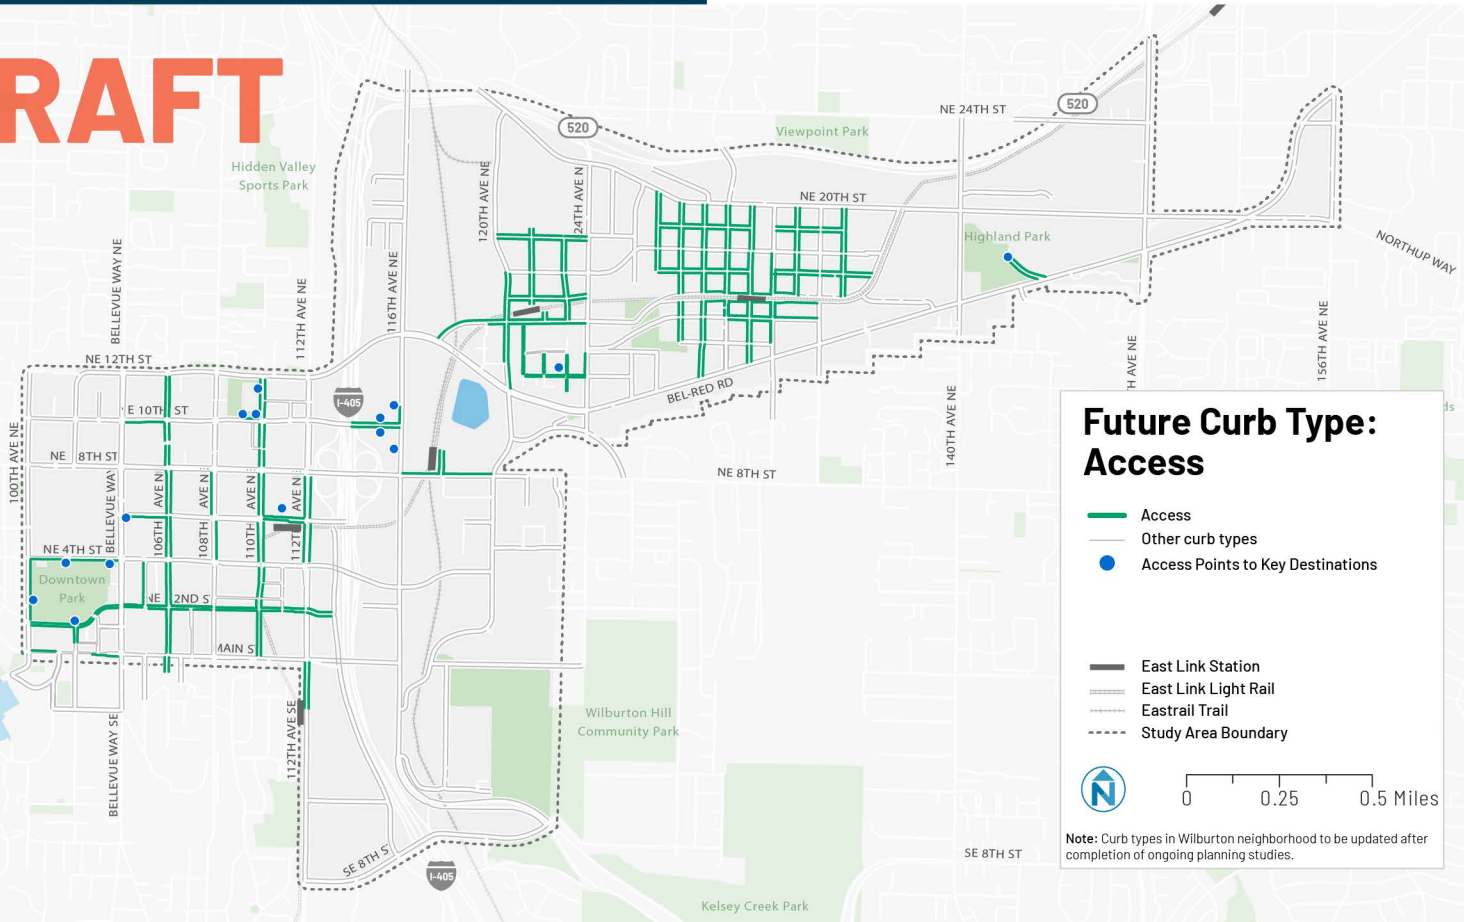 RAFT
520
NE 24TH ST
520
Viewpoint Park
Hidden Valley
Sports Park
120TH AVE NE
24TH AVE N
NE 20TH ST
Highland Park
NORTHUP WAY
BELLEVUE WAY NE
112TH AVE NE
116TH AVE NE
156TH AVE NE
H AVE NE
NE 12TH ST
I-405
BEL-RED RD
140TH AVE NE
E 10TH ST
100TH AVE NE
NE 8TH ST
NE 8TH ST
BELLEVUE WAY
106TH AVE N
108TH AVE N
110TH AVE N
112T AVE N
NE 4TH ST
Downtown
Park
NE 2ND S
MAIN S
BELLEVUE WAY SE
112TH AVE SE
Wilburton Hill
Community Park
SE 8TH S
I-405
SE 8TH ST
Kelsey Creek Park
ds
Future Curb Type:
Access
Access
Other curb types
Access Points to Key Destinations
East Link Station
East Link Light Rail
Eastrail Trail
Study Area Boundary
N
0 0.25 0.5 Miles
Note: Curb types in Wilburton neighborhood to be updated after
completion of ongoing planning studies.